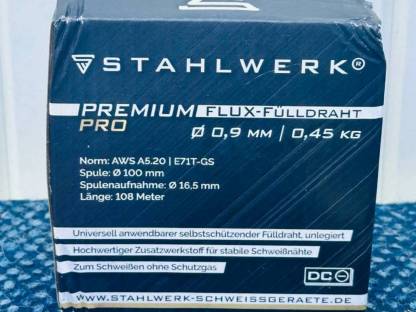 STAHLWERK®
PREMIUM FLUX-FÜLLDRAHT
PRO Ø 0,9 MM | 0,45 KG
Norm: AWS A5.20 | E71T-GS
Spule: Ø 100 mm
Spulenaufnahme: Ø 16,5 mm
Länge: 108 Meter
Universell anwendbarer selbstschützender Fülldraht, unlegiert
Hochwertiger Zusatzwerkstoff für stabile Schweißnähte
Zum Schweißen ohne Schutzgas
DC⊖
WWW.STAHLWERK-SCHWEISSGERAETE.DE